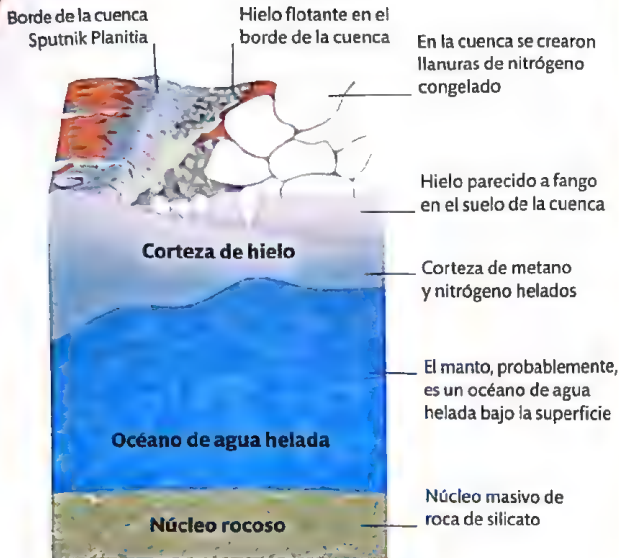 Borde de la cuenca
Sputnik Planitia
Hielo flotante en el
borde de la cuenca
En la cuenca se crearon
llanuras de nitrógeno
congelado
Hielo parecido a fango
en el suelo de la cuenca
Corteza de hielo
Corteza de metano
y nitrógeno helados
El manto, probablemente,
es un océano de agua
helada bajo la superficie
Océano de agua helada
Núcleo masivo de
roca de silicato
Núcleo rocoso